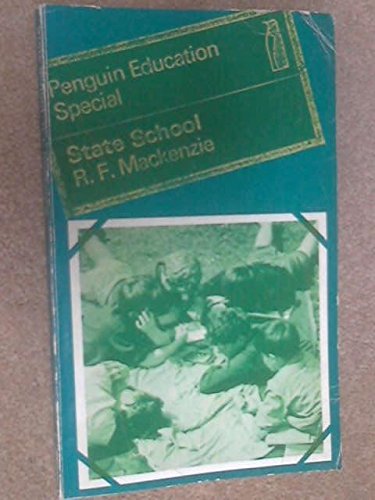 Penguin Education
Special
State School
R. F. Mackenzie